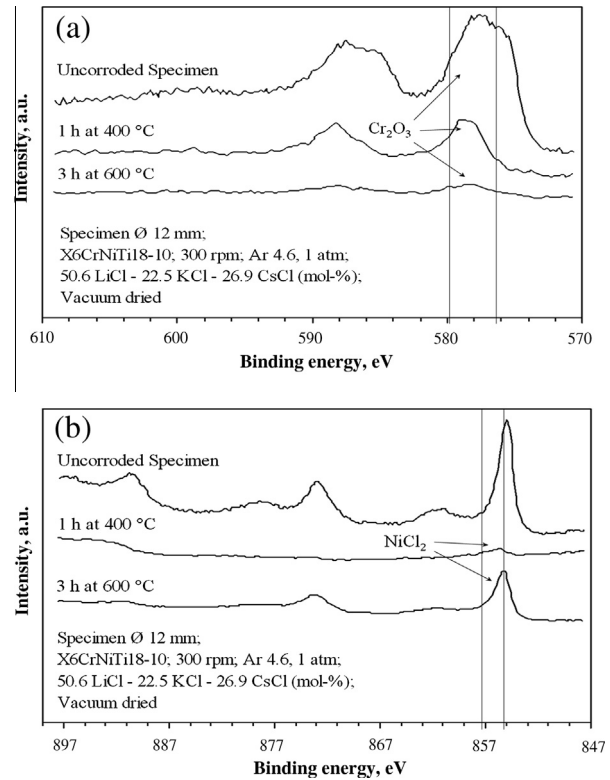 (a)
Uncorroded Specimen
1 h at 400 °C
Cr₂O₃
3 h at 600 °C
Specimen Ø 12 mm;
X6CrNiTi18-10; 300 rpm; Ar 4.6, 1 atm;
50.6 LiCl - 22.5 KCl - 26.9 CsCl (mol-%);
Vacuum dried
Intensity, a.u.
610 600 590 580 570
Binding energy, eV
(b)
Uncorroded Specimen
1 h at 400 °C
NiCl₂
3 h at 600 °C
Specimen Ø 12 mm;
X6CrNiTi18-10; 300 rpm; Ar 4.6, 1 atm;
50.6 LiCl - 22.5 KCl - 26.9 CsCl (mol-%);
Vacuum dried
Intensity, a.u.
897 887 877 867 857 847
Binding energy, eV